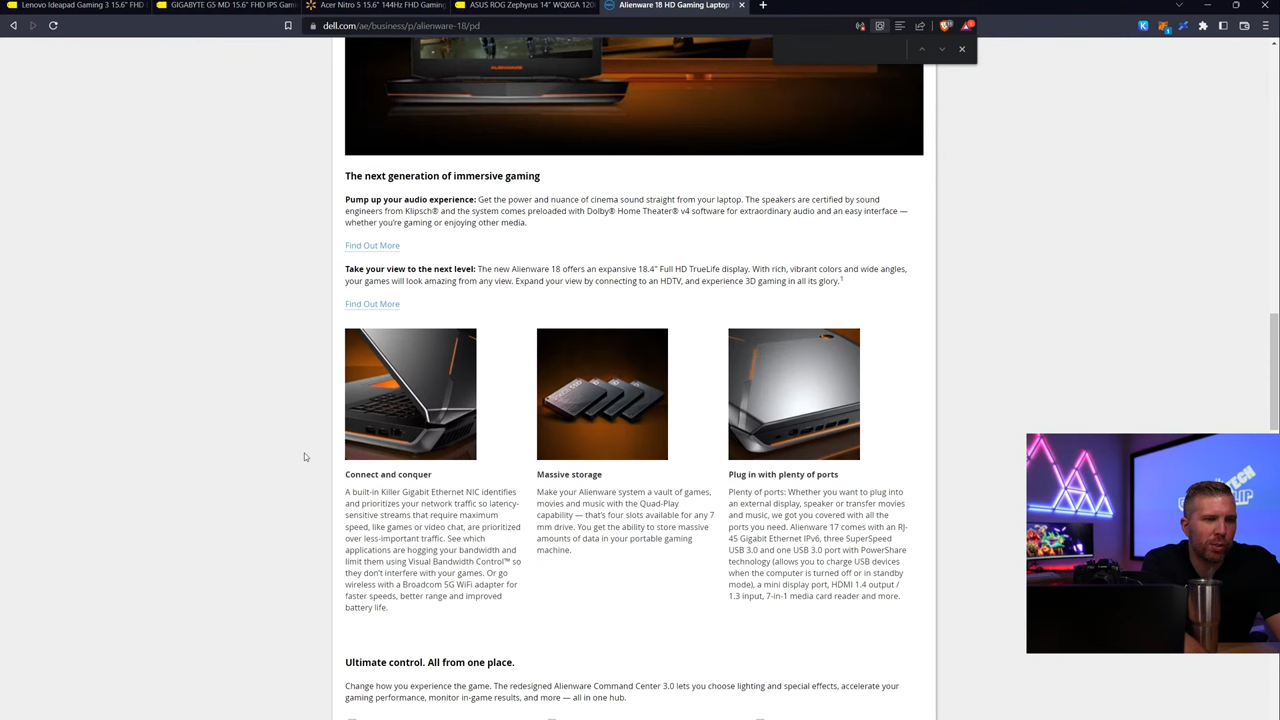 Lenovo Ideapad Gaming 3 15.6" FHD
GIGABYTE G5 MD 15.6" FHD IPS Gami
Acer Nitro 5 15.6" 144Hz FHD Gaming
ASUS ROG Zephyrus 14" WQXGA 120
Alienware 18 HD Gaming Laptop
dell.com/ae/business/p/alienware-18/pd
ALIENWARE
The next generation of immersive gaming
Pump up your audio experience: Get the power and nuance of cinema sound straight from your laptop. The speakers are certified by sound
engineers from Klipsch® and the system comes preloaded with Dolby® Home Theater® v4 software for extraordinary audio and an easy interface —
whether you're gaming or enjoying other media.
Find Out More
Take your view to the next level: The new Alienware 18 offers an expansive 18.4" Full HD TrueLife display. With rich, vibrant colors and wide angles,
your games will look amazing from any view. Expand your view by connecting to an HDTV, and experience 3D gaming in all its glory.1
Find Out More
Connect and conquer
A built-in Killer Gigabit Ethernet NIC identifies
and prioritizes your network traffic so latency-
sensitive streams that require maximum
speed, like games or video chat, are prioritized
over less-important traffic. See which
applications are hogging your bandwidth and
limit them using Visual Bandwidth Control™ so
they don't interfere with your games. Or go
wireless with a Broadcom 5G WiFi adapter for
faster speeds, better range and improved
battery life.
Massive storage
Make your Alienware system a vault of games,
movies and music with the Quad-Play
capability — that's four slots available for any 7
mm drive. You get the ability to store massive
amounts of data in your portable gaming
machine.
Plug in with plenty of ports
Plenty of ports: Whether you want to plug into
an external display, speaker or transfer movies
and music, we got you covered with all the
ports you need. Alienware 17 comes with an RJ-
45 Gigabit Ethernet IPv6, three SuperSpeed
USB 3.0 and one USB 3.0 port with PowerShare
technology (allows you to charge USB devices
when the computer is turned off or in standby
mode), a mini display port, HDMI 1.4 output /
1.3 input, 7-in-1 media card reader and more.
Ultimate control. All from one place.
Change how you experience the game. The redesigned Alienware Command Center 3.0 lets you choose lighting and special effects, accelerate your
gaming performance, monitor in-game results, and more — all in one hub.